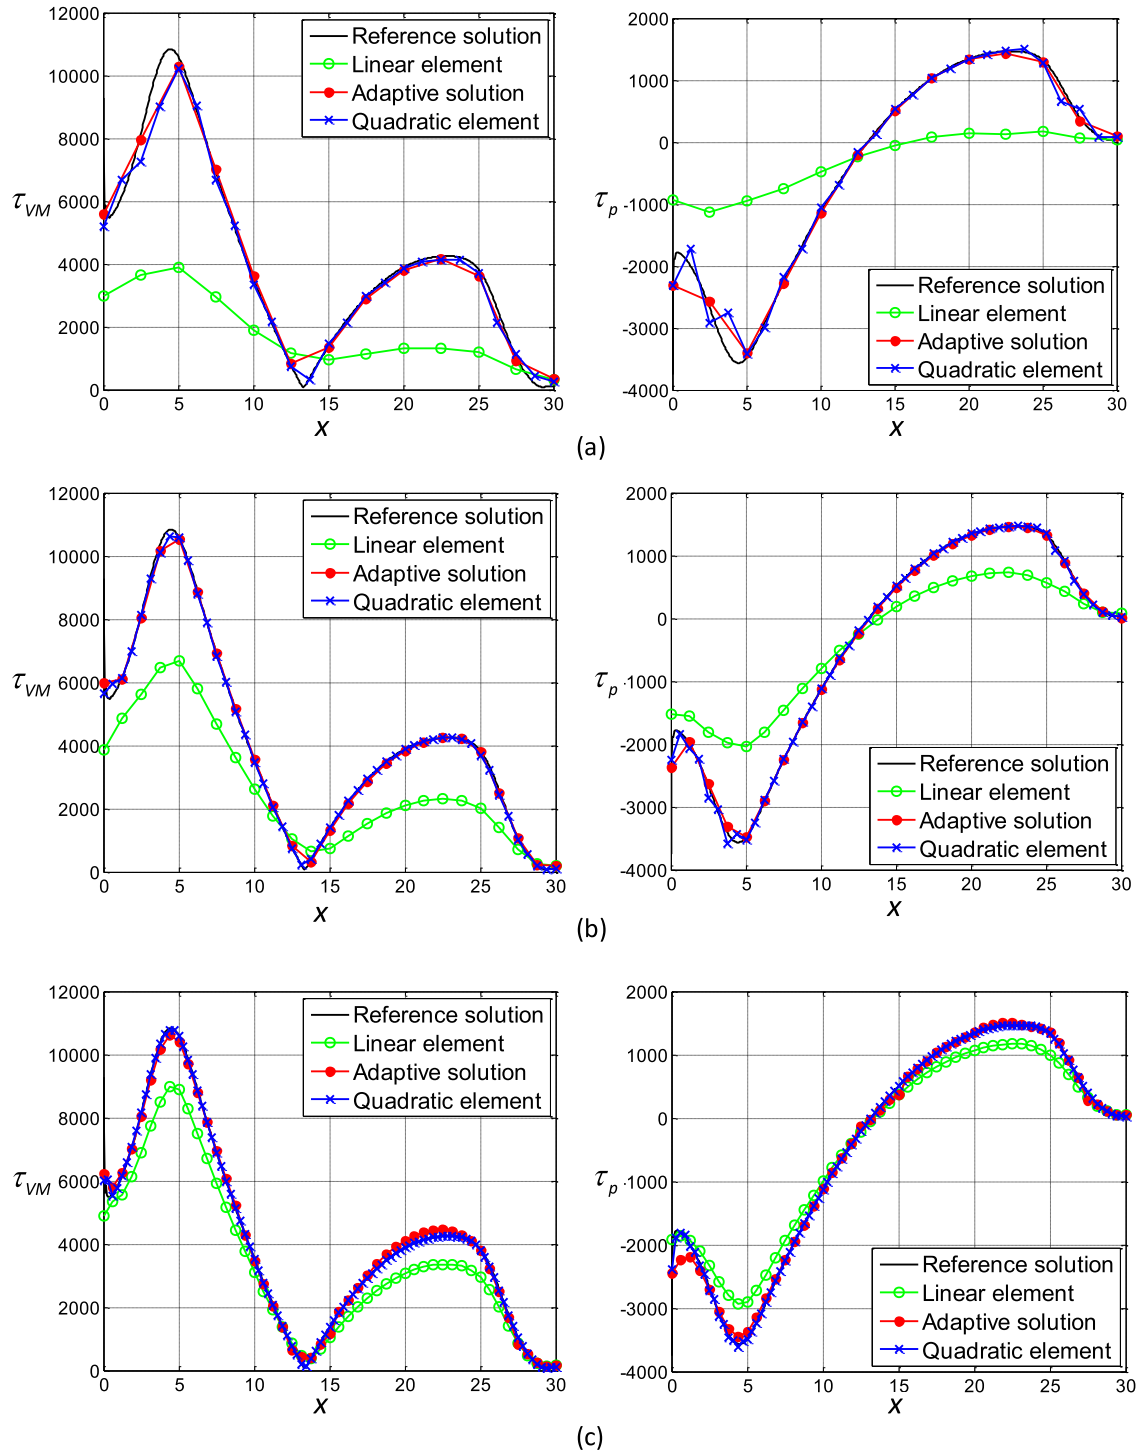 12000
10000
8000
6000
4000
2000
0
τVM
0 5 10 15 20 25 30
x
Reference solution
Linear element
Adaptive solution
Quadratic element
2000
1000
0
-1000
-2000
-3000
-4000
τp
0 5 10 15 20 25 30
x
Reference solution
Linear element
Adaptive solution
Quadratic element
(a)
12000
10000
8000
6000
4000
2000
0
τVM
0 5 10 15 20 25 30
x
Reference solution
Linear element
Adaptive solution
Quadratic element
2000
1000
0
-1000
-2000
-3000
-4000
τp
0 5 10 15 20 25 30
x
Reference solution
Linear element
Adaptive solution
Quadratic element
(b)
12000
10000
8000
6000
4000
2000
0
τVM
0 5 10 15 20 25 30
x
Reference solution
Linear element
Adaptive solution
Quadratic element
2000
1000
0
-1000
-2000
-3000
-4000
τp
0 5 10 15 20 25 30
x
Reference solution
Linear element
Adaptive solution
Quadratic element
(c)